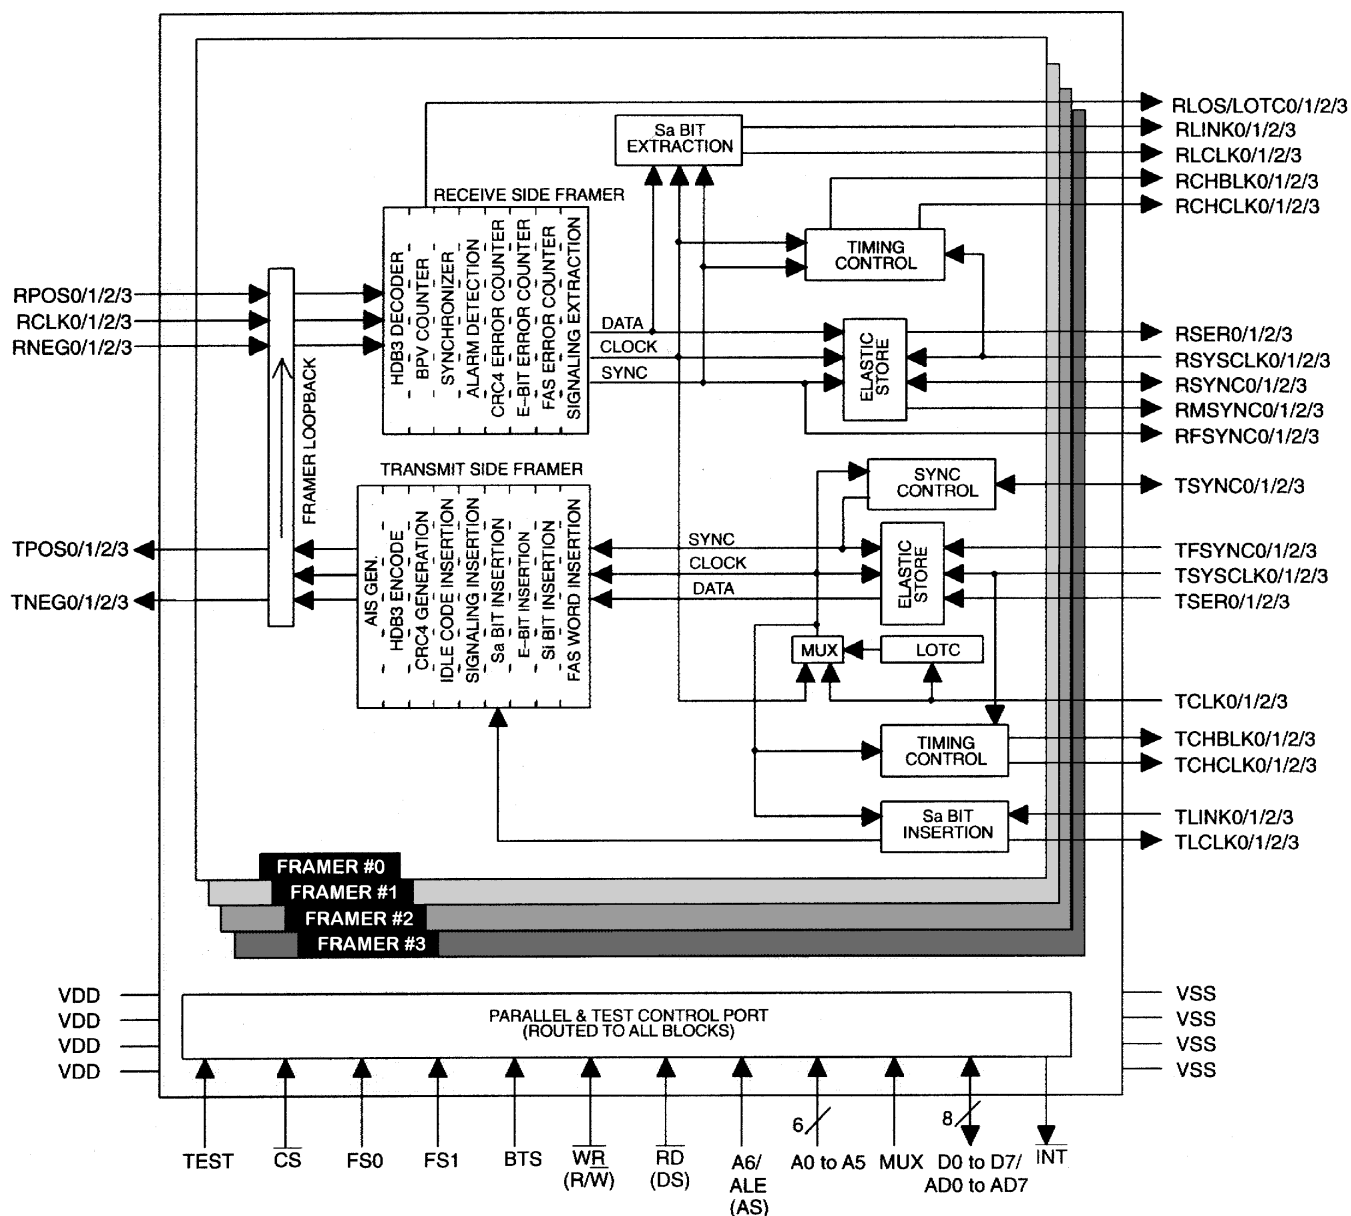 RLOS/LOTC0/1/2/3
RLINK0/1/2/3
RLCLK0/1/2/3
RCHBLK0/1/2/3
RCHCLK0/1/2/3
Sa BIT
EXTRACTION
RECEIVE SIDE FRAMER
TIMING
CONTROL
HDB3 DECODER
BPV COUNTER
SYNCHRONIZER
ALARM DETECTION
CRC4 ERROR COUNTER
E–BIT ERROR COUNTER
FAS ERROR COUNTER
SIGNALING EXTRACTION
RPOS0/1/2/3
RCLK0/1/2/3
RNEG0/1/2/3
DATA
CLOCK
SYNC
ELASTIC
STORE
RSER0/1/2/3
RSYSCLK0/1/2/3
RSYNC0/1/2/3
RMSYNC0/1/2/3
RFSYNC0/1/2/3
FRAMER LOOPBACK
TRANSMIT SIDE FRAMER
SYNC
CONTROL
TSYNC0/1/2/3
AIS GEN.
HDB3 ENCODE
CRC4 GENERATION
IDLE CODE INSERTION
SIGNALING INSERTION
Sa BIT INSERTION
E–BIT INSERTION
Si BIT INSERTION
FAS WORD INSERTION
TPOS0/1/2/3
TNEG0/1/2/3
SYNC
CLOCK
DATA
ELASTIC
STORE
TFSYNC0/1/2/3
TSYSCLK0/1/2/3
TSER0/1/2/3
MUX
LOTC
TCLK0/1/2/3
TIMING
CONTROL
TCHBLK0/1/2/3
TCHCLK0/1/2/3
Sa BIT
INSERTION
TLINK0/1/2/3
TLCLK0/1/2/3
FRAMER #0
FRAMER #1
FRAMER #2
FRAMER #3
VDD
VDD
VDD
VDD
PARALLEL & TEST CONTROL PORT
(ROUTED TO ALL BLOCKS)
VSS
VSS
VSS
VSS
6
8
TEST
CS
FS0
FS1
BTS
WR
(R/W)
RD
(DS)
A6/
ALE
(AS)
A0 to A5
MUX
D0 to D7/
AD0 to AD7
INT